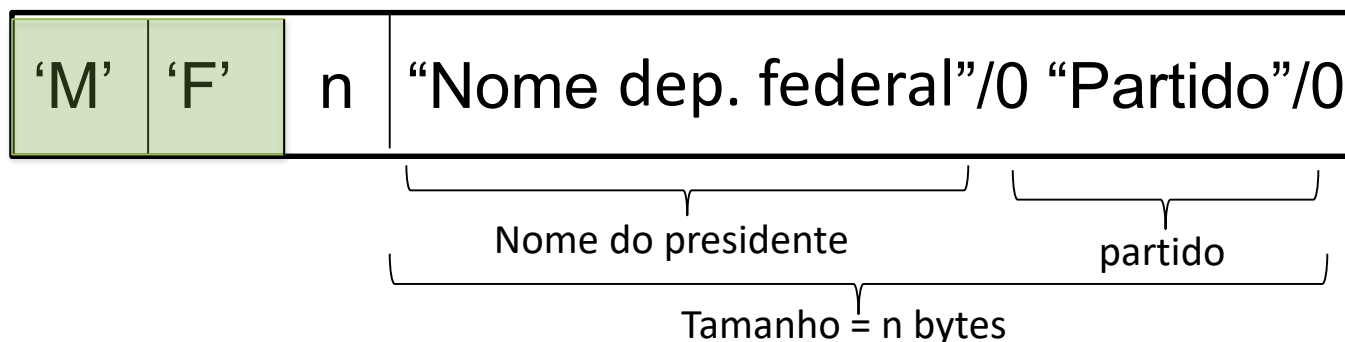 ‘M’ ‘F’ n “Nome dep. federal”/0 “Partido”/0
Nome do presidente
partido
Tamanho = n bytes